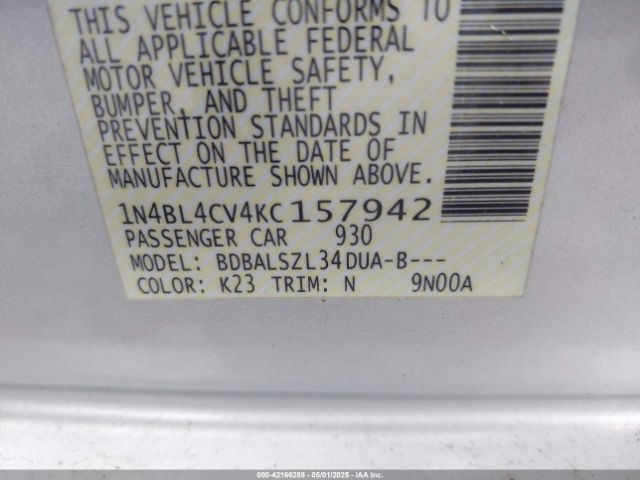 THIS VEHICLE CONFORMS TO
ALL APPLICABLE FEDERAL
MOTOR VEHICLE SAFETY,
BUMPER, AND THEFT
PREVENTION STANDARDS IN
EFFECT ON THE DATE OF
MANUFACTURE SHOWN ABOVE.
1N4BL4CV4KC157942
PASSENGER CAR 930
MODEL: BDBALSZL34DUA-B---
COLOR: K23 TRIM: N 9N00A
000-42166288 - 05/01/2025 - IAAI.com